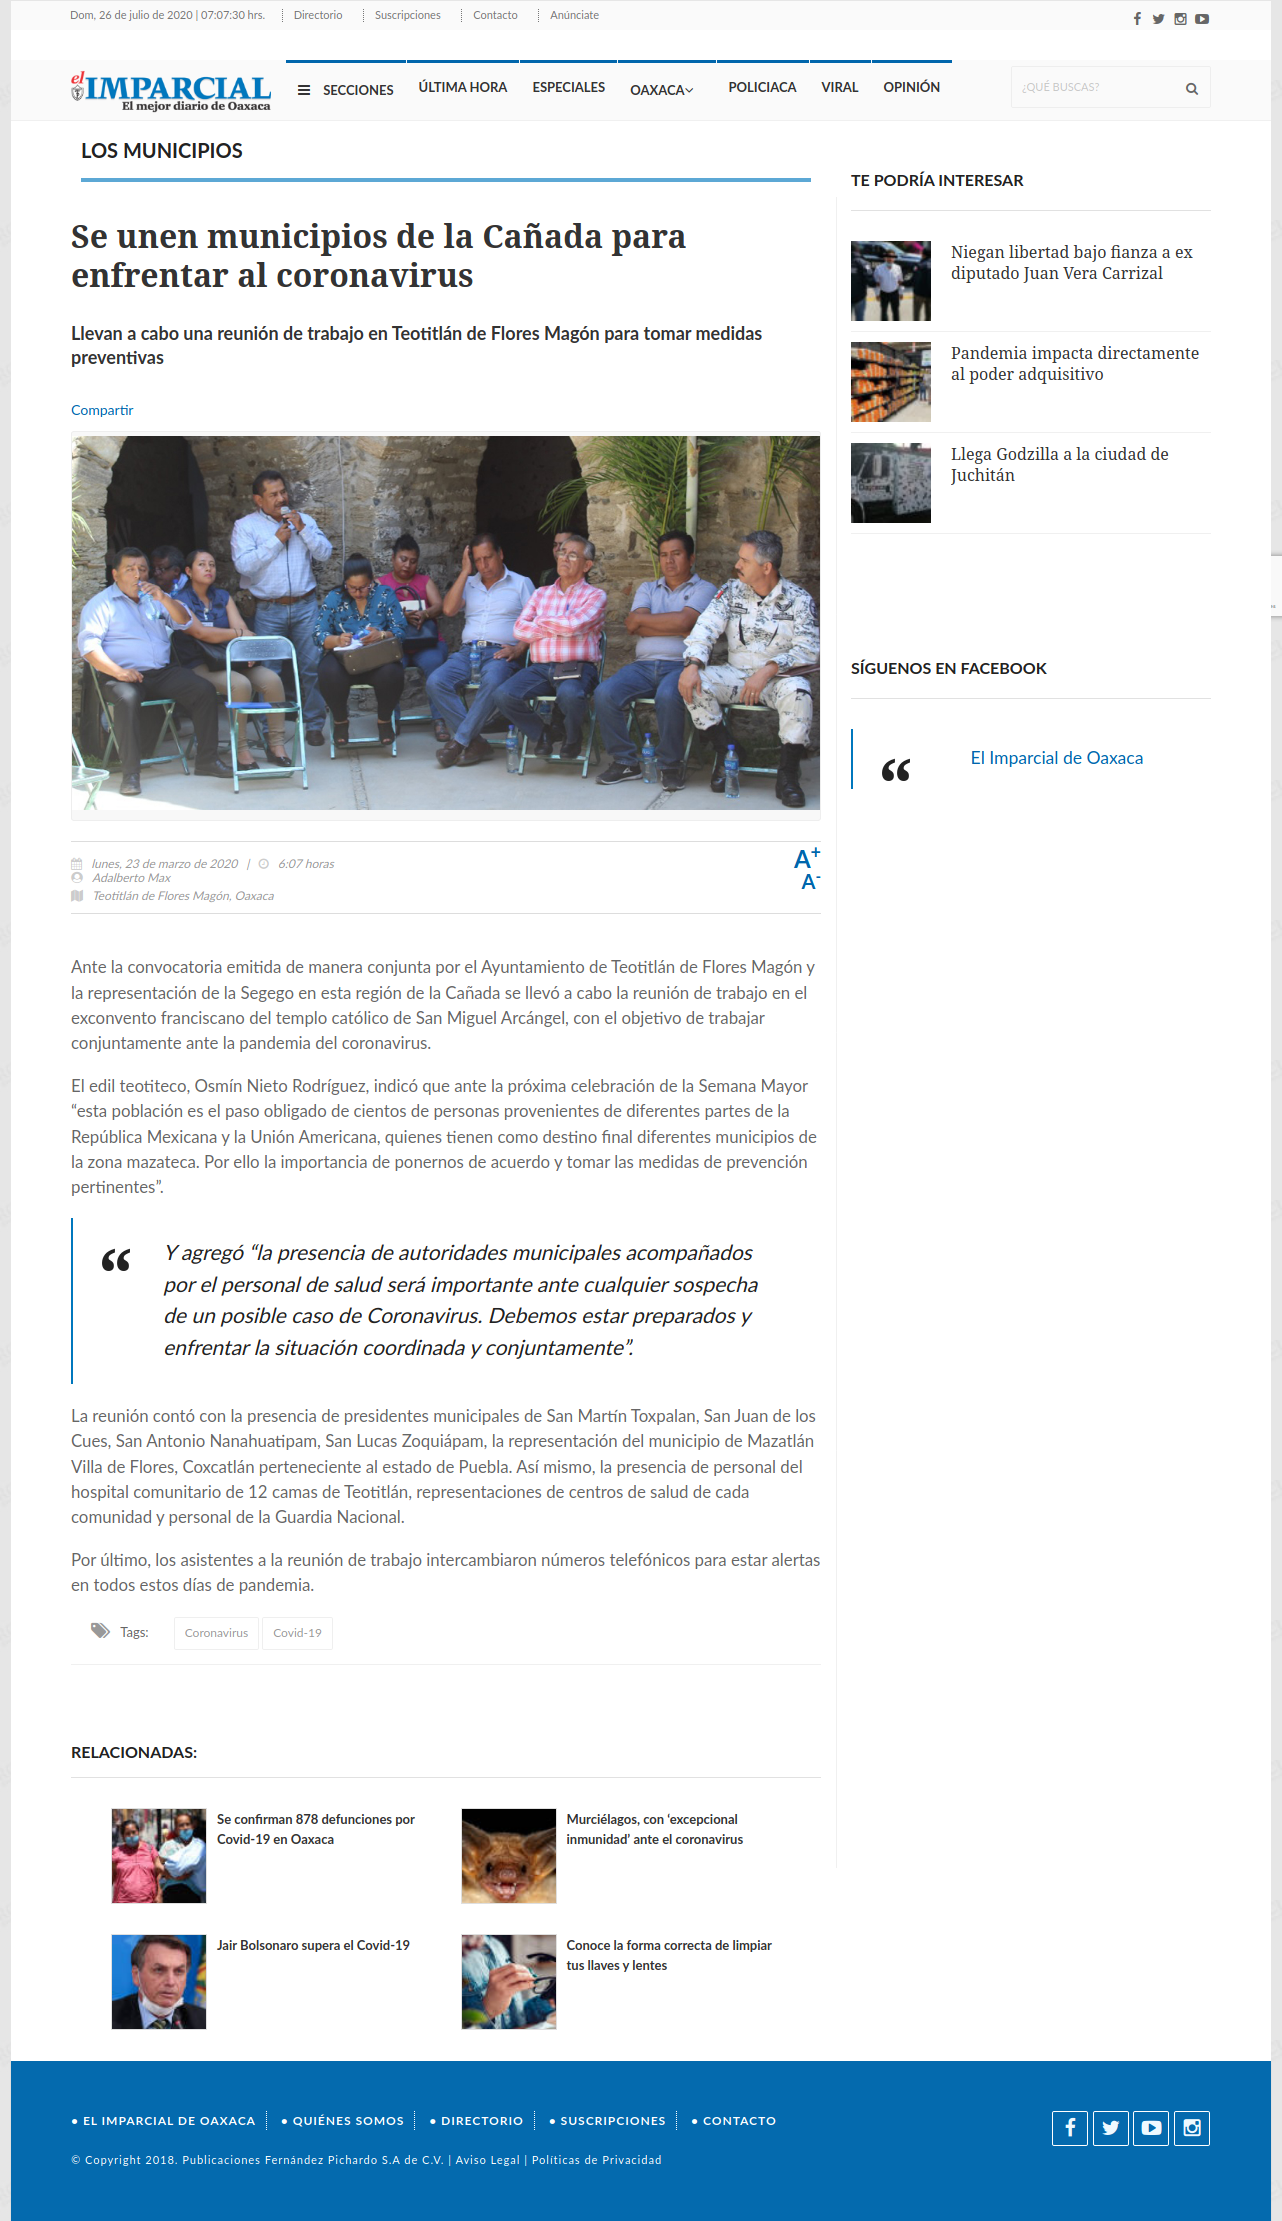 Dom, 26 de julio de 2020 | 07:07:30 hrs.
Directorio
Suscripciones
Contacto
Anúnciate
el IMPARCIAL
El mejor diario de Oaxaca
SECCIONES
ÚLTIMA HORA
ESPECIALES
OAXACA
POLICIACA
VIRAL
OPINIÓN
¿QUÉ BUSCAS?
LOS MUNICIPIOS
Se unen municipios de la Cañada para
enfrentar al coronavirus
Llevan a cabo una reunión de trabajo en Teotitlán de Flores Magón para tomar medidas
preventivas
Compartir
lunes, 23 de marzo de 2020 | 6:07 horas
Adalberto Max
Teotitlán de Flores Magón, Oaxaca
A+
A-
Ante la convocatoria emitida de manera conjunta por el Ayuntamiento de Teotitlán de Flores Magón y
la representación de la Segego en esta región de la Cañada se llevó a cabo la reunión de trabajo en el
exconvento franciscano del templo católico de San Miguel Arcángel, con el objetivo de trabajar
conjuntamente ante la pandemia del coronavirus.
El edil teotiteco, Osmín Nieto Rodríguez, indicó que ante la próxima celebración de la Semana Mayor
“esta población es el paso obligado de cientos de personas provenientes de diferentes partes de la
República Mexicana y la Unión Americana, quienes tienen como destino final diferentes municipios de
la zona mazateca. Por ello la importancia de ponernos de acuerdo y tomar las medidas de prevención
pertinentes”.
“
Y agregó “la presencia de autoridades municipales acompañados
por el personal de salud será importante ante cualquier sospecha
de un posible caso de Coronavirus. Debemos estar preparados y
enfrentar la situación coordinada y conjuntamente”.
La reunión contó con la presencia de presidentes municipales de San Martín Toxpalan, San Juan de los
Cues, San Antonio Nanahuatipam, San Lucas Zoquiápam, la representación del municipio de Mazatlán
Villa de Flores, Coxcatlán perteneciente al estado de Puebla. Así mismo, la presencia de personal del
hospital comunitario de 12 camas de Teotitlán, representaciones de centros de salud de cada
comunidad y personal de la Guardia Nacional.
Por último, los asistentes a la reunión de trabajo intercambiaron números telefónicos para estar alertas
en todos estos días de pandemia.
Tags:
Coronavirus
Covid-19
RELACIONADAS:
Se confirman 878 defunciones por
Covid-19 en Oaxaca
Murciélagos, con ‘excepcional
inmunidad’ ante el coronavirus
Jair Bolsonaro supera el Covid-19
Conoce la forma correcta de limpiar
tus llaves y lentes
TE PODRÍA INTERESAR
Niegan libertad bajo fianza a ex
diputado Juan Vera Carrizal
Pandemia impacta directamente
al poder adquisitivo
Llega Godzilla a la ciudad de
Juchitán
SÍGUENOS EN FACEBOOK
“
El Imparcial de Oaxaca
● EL IMPARCIAL DE OAXACA
● QUIÉNES SOMOS
● DIRECTORIO
● SUSCRIPCIONES
● CONTACTO
© Copyright 2018. Publicaciones Fernández Pichardo S.A de C.V. | Aviso Legal | Políticas de Privacidad